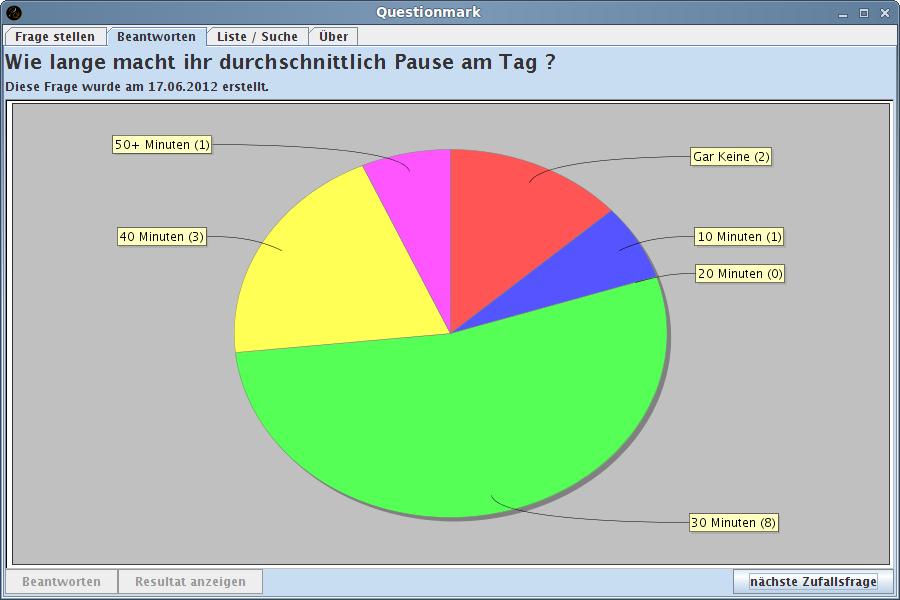 Questionmark
Frage stellen
Beantworten
Liste / Suche
Über
Wie lange macht ihr durchschnittlich Pause am Tag ?
Diese Frage wurde am 17.06.2012 erstellt.
50+ Minuten (1)
Gar Keine (2)
40 Minuten (3)
10 Minuten (1)
20 Minuten (0)
30 Minuten (8)
Beantworten
Resultat anzeigen
nächste Zufallsfrage